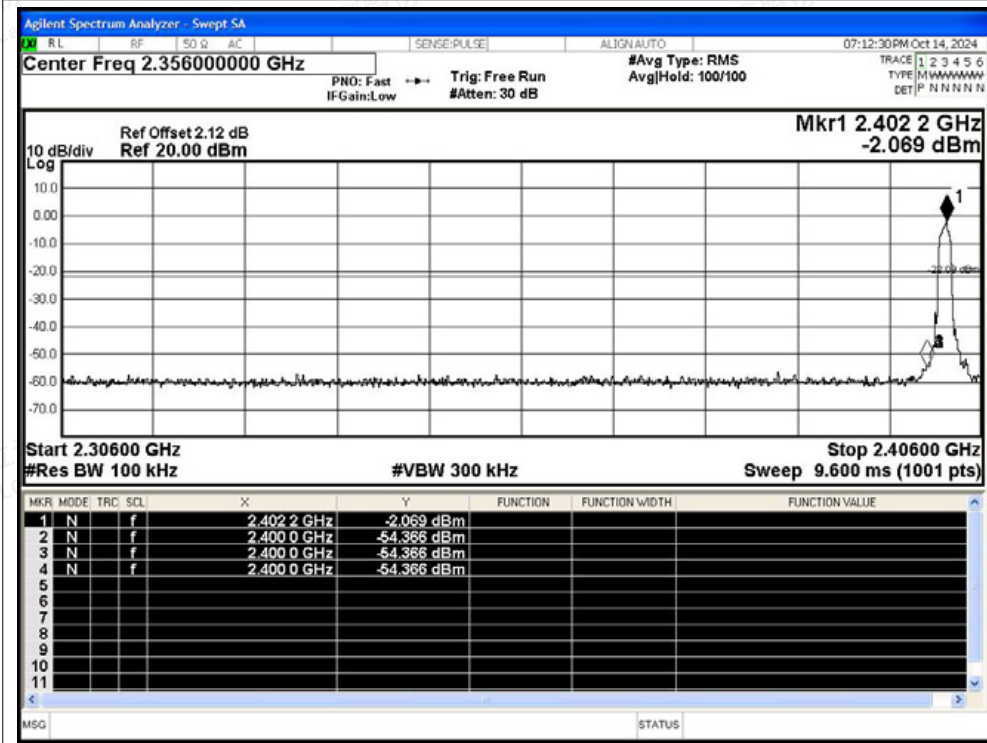 Agilent Spectrum Analyzer - Swept SA
LXI RL RF 50 Ω AC SENSE:PULSE ALIGNAUTO 07:12:30PM Oct 14, 2024
Center Freq 2.356000000 GHz #Avg Type: RMS TRACE 1 2 3 4 5 6
PNO: Fast Trig: Free Run Avg|Hold: 100/100 TYPE MWWWWW
IFGain:Low #Atten: 30 dB DET P N N N N N
Mkr1 2.402 2 GHz
Ref Offset 2.12 dB
10 dB/div Ref 20.00 dBm -2.069 dBm
Log
10.0
1
0.00
-10.0
-20.0
-22.09 dBm
-30.0
-40.0
-50.0
-60.0
-70.0
Start 2.30600 GHz Stop 2.40600 GHz
#Res BW 100 kHz #VBW 300 kHz Sweep 9.600 ms (1001 pts)
MKR MODE TRC SCL X Y FUNCTION FUNCTION WIDTH FUNCTION VALUE
1 N f 2.402 2 GHz -2.069 dBm
2 N f 2.400 0 GHz -54.366 dBm
3 N f 2.400 0 GHz -54.366 dBm
4 N f 2.400 0 GHz -54.366 dBm
5
6
7
8
9
10
11
MSG STATUS